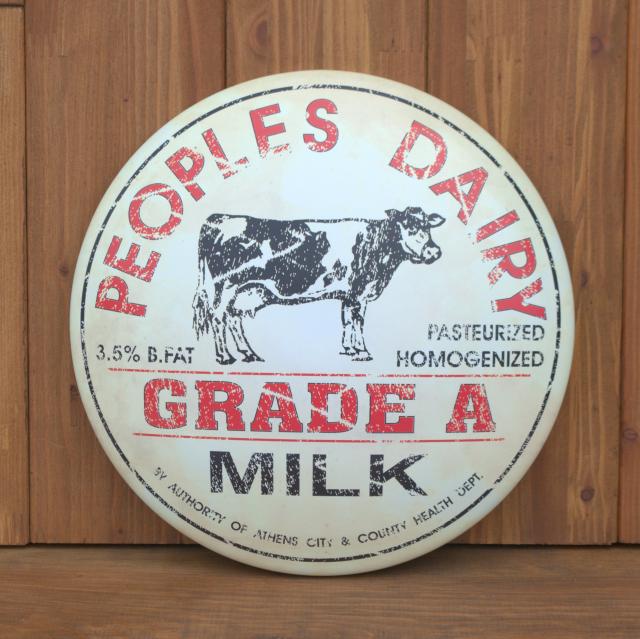 PEOPLES DAIRY
3.5% B.FAT
PASTEURIZED
HOMOGENIZED
GRADE A
MILK
BY AUTHORITY OF ATHENS CITY & COUNTY HEALTH DEPT.